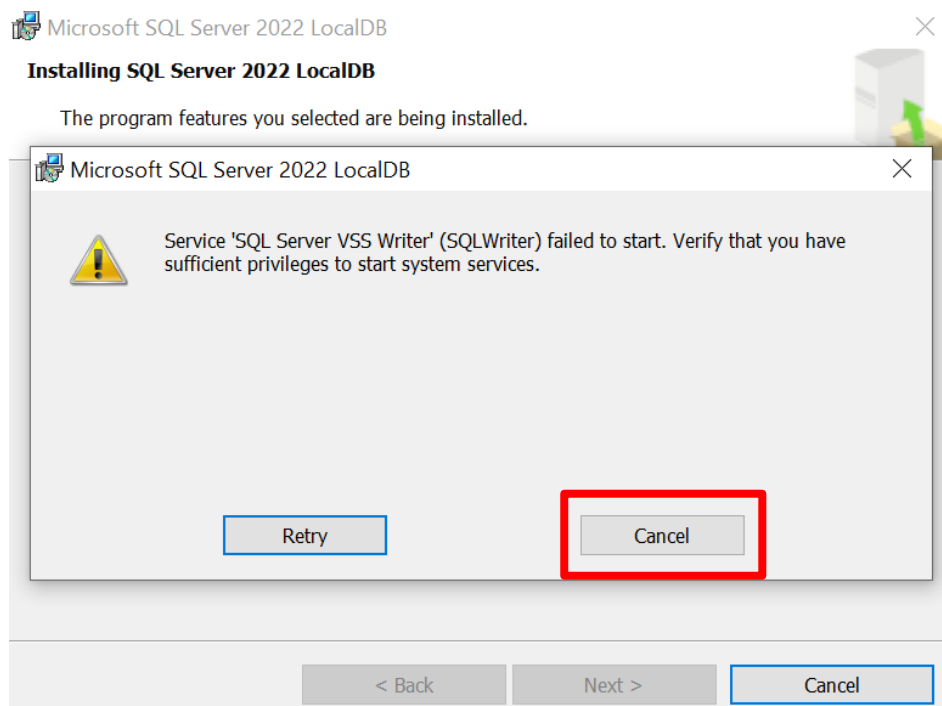 Microsoft SQL Server 2022 LocalDB
Installing SQL Server 2022 LocalDB
The program features you selected are being installed.
Microsoft SQL Server 2022 LocalDB
Service 'SQL Server VSS Writer' (SQLWriter) failed to start. Verify that you have
sufficient privileges to start system services.
Retry
Cancel
< Back
Next >
Cancel